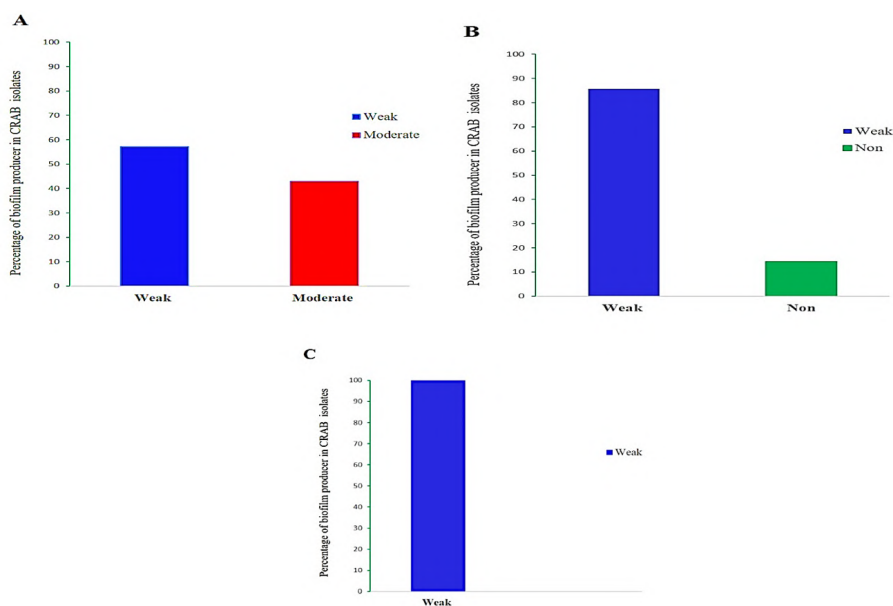 A
Percentage of biofilm producer in CRAB isolates
100
90
80
70
60
50
40
30
20
10
0
Weak
Moderate
Weak
Moderate
B
Percentage of biofilm producer in CRAB isolates
100
90
80
70
60
50
40
30
20
10
0
Weak
Non
Weak
Non
C
Percentage of biofilm producer in CRAB isolates
100
90
80
70
60
50
40
30
20
10
0
Weak
Weak